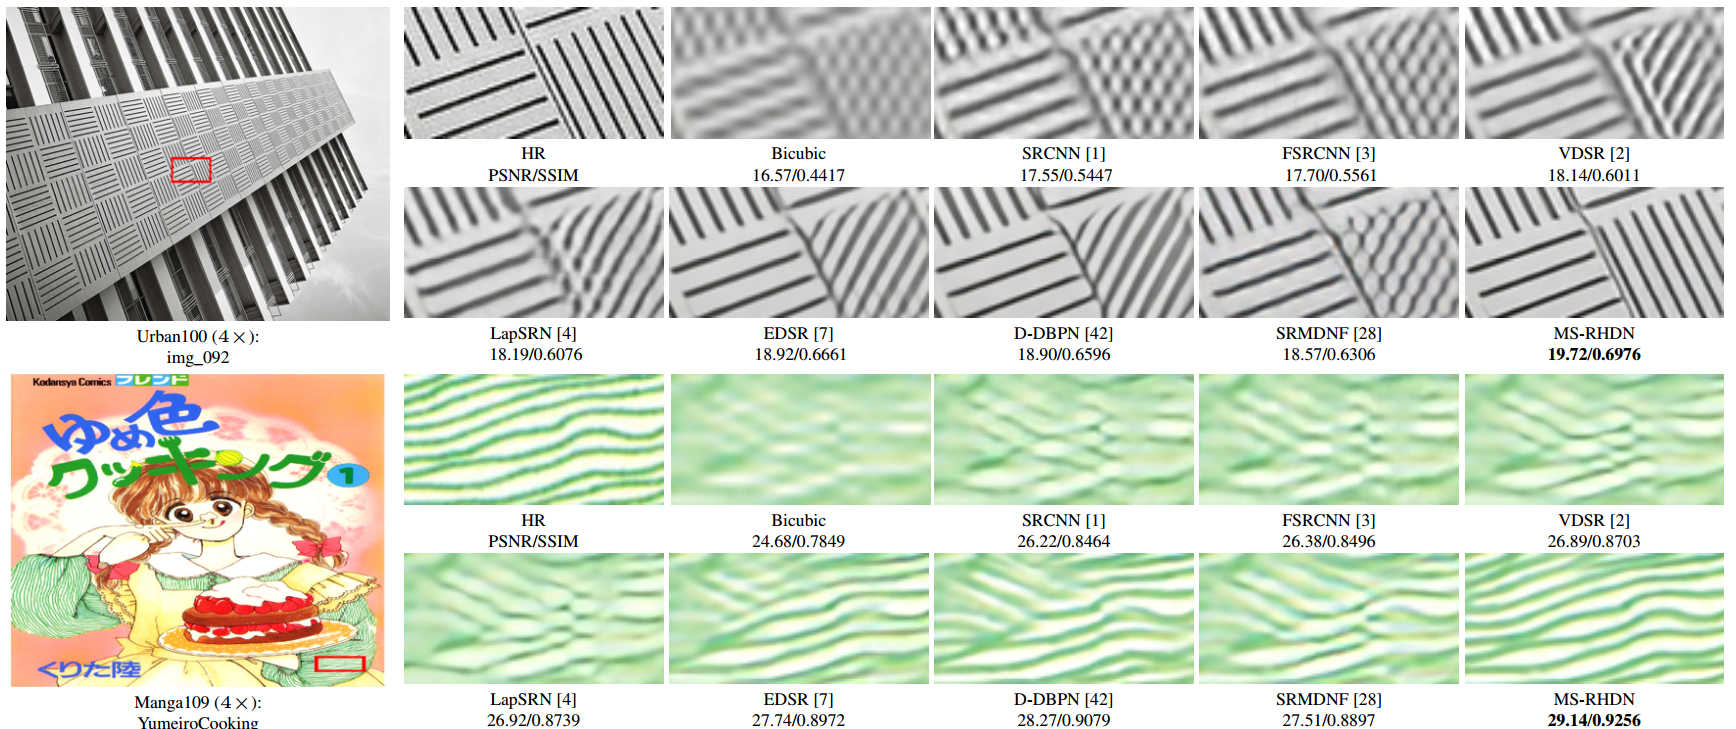 HR
PSNR/SSIM
Bicubic
16.57/0.4417
SRCNN [1]
17.55/0.5447
FSRCNN [3]
17.70/0.5561
VDSR [2]
18.14/0.6011
Urban100 (4×):
img_092
LapSRN [4]
18.19/0.6076
EDSR [7]
18.92/0.6661
D-DBPN [42]
18.90/0.6596
SRMDNF [28]
18.57/0.6306
MS-RHDN
19.72/0.6976
Kodansya Comics フレンド
ゆめ色
クッキング 1
くりた陸
HR
PSNR/SSIM
Bicubic
24.68/0.7849
SRCNN [1]
26.22/0.8464
FSRCNN [3]
26.38/0.8496
VDSR [2]
26.89/0.8703
Manga109 (4×):
YumeiroCooking
LapSRN [4]
26.92/0.8739
EDSR [7]
27.74/0.8972
D-DBPN [42]
28.27/0.9079
SRMDNF [28]
27.51/0.8897
MS-RHDN
29.14/0.9256